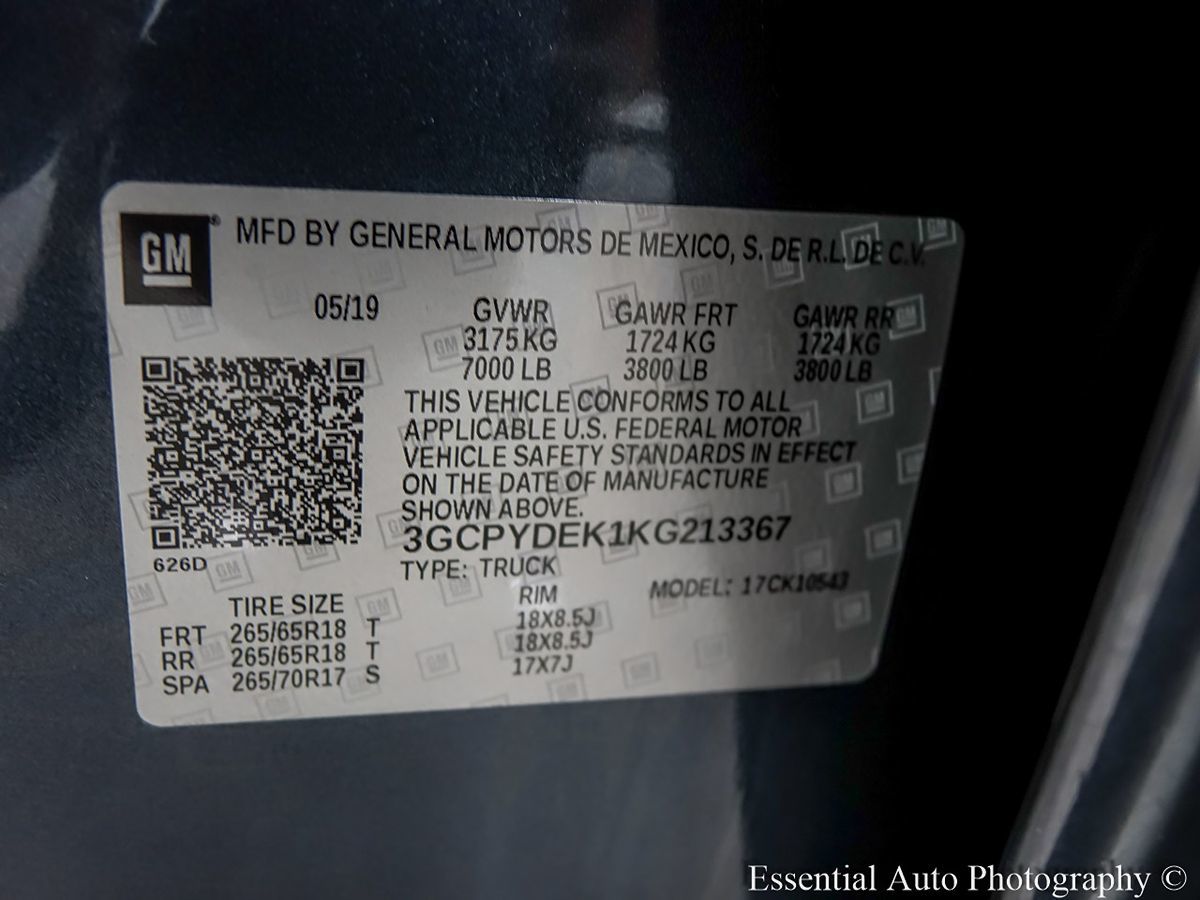 GM
MFD BY GENERAL MOTORS DE MEXICO, S. DE R.L. DE C.V.
05/19 GVWR GAWR FRT GAWR RR
3175 KG 1724 KG 1724 KG
7000 LB 3800 LB 3800 LB
THIS VEHICLE CONFORMS TO ALL
APPLICABLE U.S. FEDERAL MOTOR
VEHICLE SAFETY STANDARDS IN EFFECT
ON THE DATE OF MANUFACTURE
SHOWN ABOVE.
3GCPYDEK1KG213367
626D
TYPE: TRUCK MODEL: 17CK10543
TIRE SIZE RIM
FRT 265/65R18 T 18X8.5J
RR 265/65R18 T 18X8.5J
SPA 265/70R17 S 17X7J
Essential Auto Photography ©